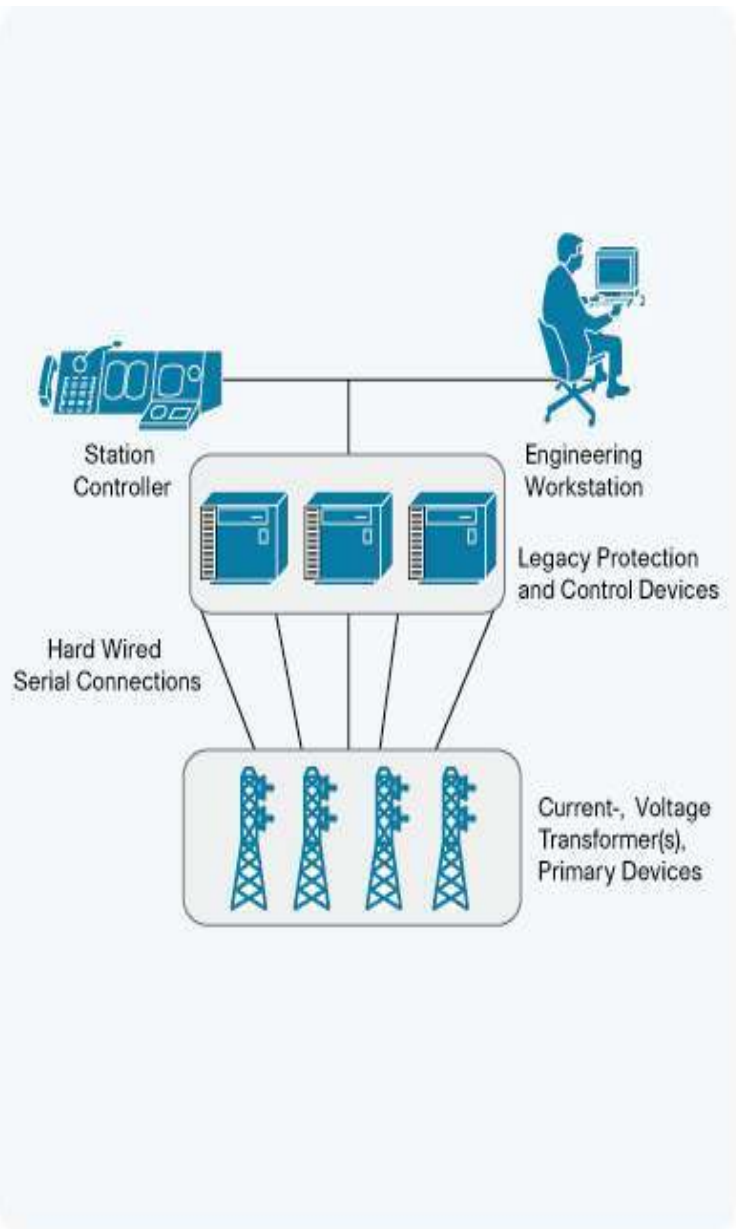 Station
Controller
Engineering
Workstation
Legacy Protection
and Control Devices
Hard Wired
Serial Connections
Current-, Voltage
Transformer(s),
Primary Devices